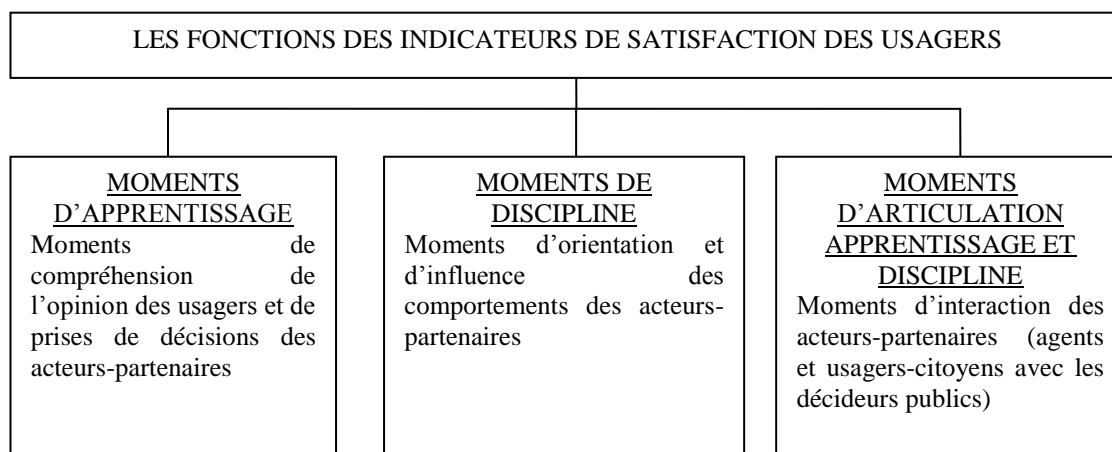 LES FONCTIONS DES INDICATEURS DE SATISFACTION DES USAGERS
MOMENTS
D’APPRENTISSAGE
Moments de
compréhension de
l’opinion des usagers et de
prises de décisions des
acteurs-partenaires
MOMENTS DE
DISCIPLINE
Moments d’orientation et
d’influence des
comportements des acteurs-
partenaires
MOMENTS
D’ARTICULATION
APPRENTISSAGE ET
DISCIPLINE
Moments d’interaction des
acteurs-partenaires (agents
et usagers-citoyens avec les
décideurs publics)